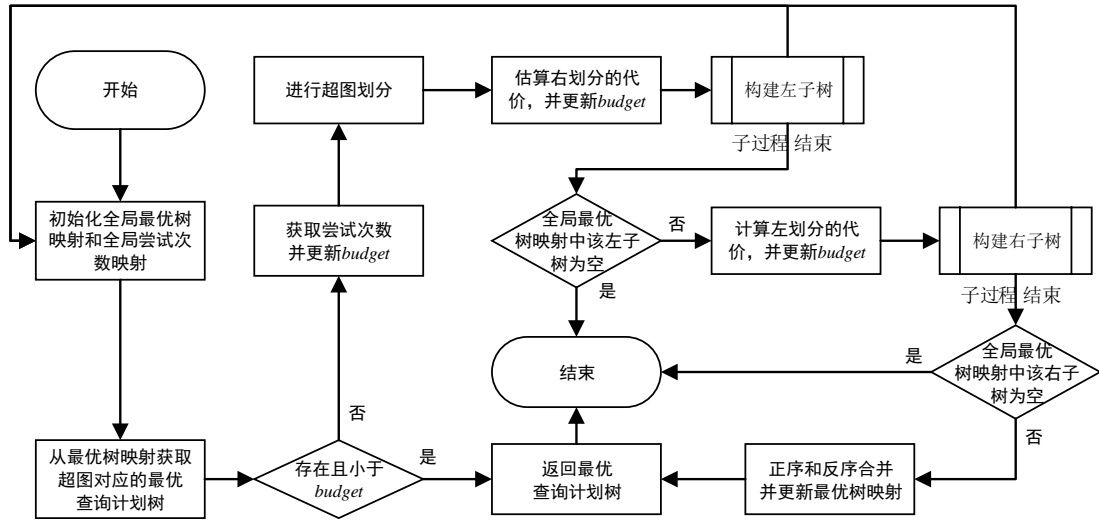 开始
初始化全局最优树
映射和全局尝试次
数映射
从最优树映射获取
超图对应的最优
查询计划树
存在且小于
budget
否
是
获取尝试次数
并更新budget
进行超图划分
估算右划分的代
价，并更新budget
构建左子树
子过程 结束
全局最优
树映射中该左子
树为空
否
是
计算左划分的代
价，并更新budget
构建右子树
子过程 结束
全局最优
树映射中该右子
树为空
是
否
正序和反序合并
并更新最优树映射
返回最优
查询计划树
结束